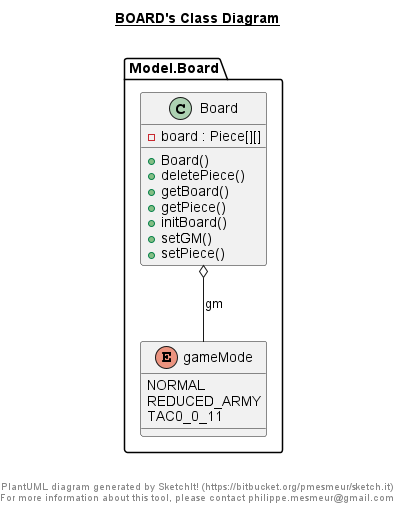 BOARD's Class Diagram
Model.Board
C Board
board : Piece[][]
Board()
deletePiece()
getBoard()
getPiece()
initBoard()
setGM()
setPiece()
gm
E gameMode
NORMAL
REDUCED_ARMY
TAC0_0_11
PlantUML diagram generated by SketchIt! (https://bitbucket.org/pmesmeur/sketch.it)
For more information about this tool, please contact philippe.mesmeur@gmail.com